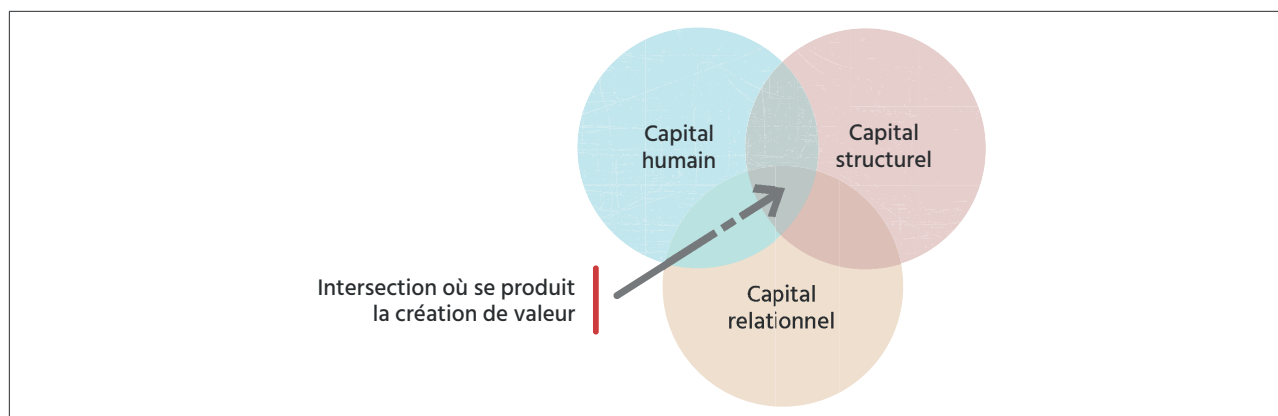 Capital
humain
Capital
structurel
Intersection où se produit
la création de valeur
Capital
relationnel